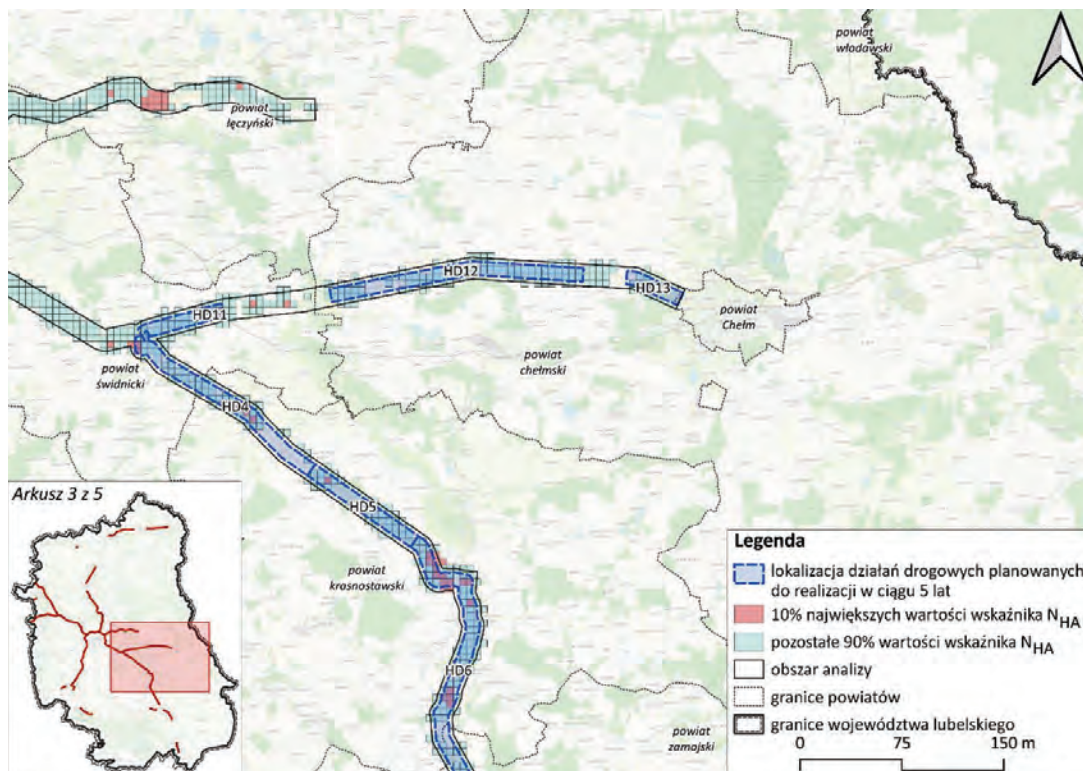 powiat
włodawski
powiat
łęczyński
HD12
HD13
HD11
powiat
Chełm
powiat
chełmski
powiat
świdnicki
HD4
HD5
powiat
krasnostawski
HD6
powiat
zamojski
Arkusz 3 z 5
Legenda
lokalizacja działań drogowych planowanych
do realizacji w ciągu 5 lat
10% największych wartości wskaźnika N_HA
pozostałe 90% wartości wskaźnika N_HA
obszar analizy
granice powiatów
granice województwa lubelskiego
0 75 150 m